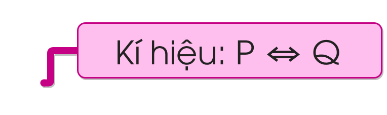 Kí hiệu: P ⇔ Q